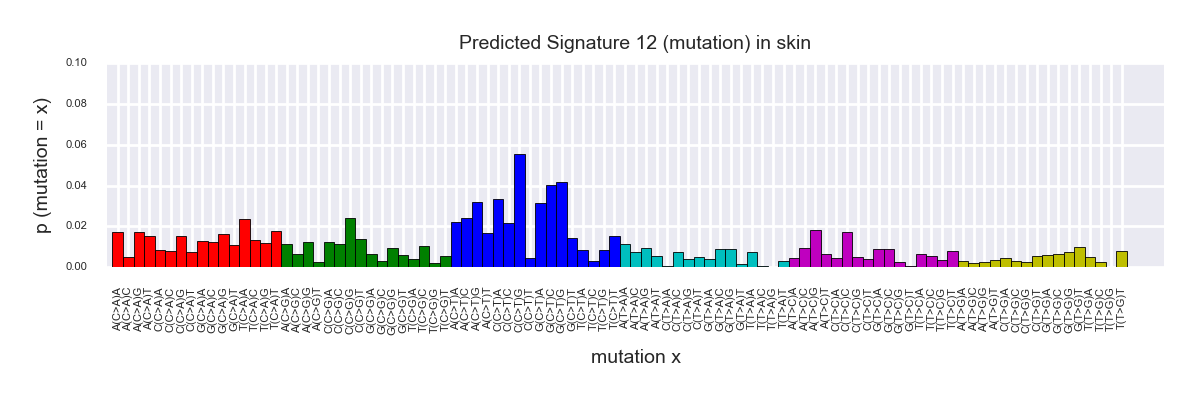 Predicted Signature 12 (mutation) in skin
0.10
0.08
0.06
0.04
0.02
0.00
p (mutation = x)
A(C>A)A
A(C>A)C
A(C>A)G
A(C>A)T
C(C>A)A
C(C>A)C
C(C>A)G
C(C>A)T
G(C>A)A
G(C>A)C
G(C>A)G
G(C>A)T
T(C>A)A
T(C>A)C
T(C>A)G
T(C>A)T
A(C>G)A
A(C>G)C
A(C>G)G
A(C>G)T
C(C>G)A
C(C>G)C
C(C>G)G
C(C>G)T
G(C>G)A
G(C>G)C
G(C>G)G
G(C>G)T
T(C>G)A
T(C>G)C
T(C>G)G
T(C>G)T
A(C>T)A
A(C>T)C
A(C>T)G
A(C>T)T
C(C>T)A
C(C>T)C
C(C>T)G
C(C>T)T
G(C>T)A
G(C>T)C
G(C>T)G
G(C>T)T
T(C>T)A
T(C>T)C
T(C>T)G
T(C>T)T
A(T>A)A
A(T>A)C
A(T>A)G
A(T>A)T
C(T>A)A
C(T>A)C
C(T>A)G
C(T>A)T
G(T>A)A
G(T>A)C
G(T>A)G
G(T>A)T
T(T>A)A
T(T>A)C
T(T>A)G
T(T>A)T
A(T>C)A
A(T>C)C
A(T>C)G
A(T>C)T
C(T>C)A
C(T>C)C
C(T>C)G
C(T>C)T
G(T>C)A
G(T>C)C
G(T>C)G
G(T>C)T
T(T>C)A
T(T>C)C
T(T>C)G
T(T>C)T
A(T>G)A
A(T>G)C
A(T>G)G
A(T>G)T
C(T>G)A
C(T>G)C
C(T>G)G
C(T>G)T
G(T>G)A
G(T>G)C
G(T>G)G
G(T>G)T
T(T>G)A
T(T>G)C
T(T>G)G
T(T>G)T
mutation x